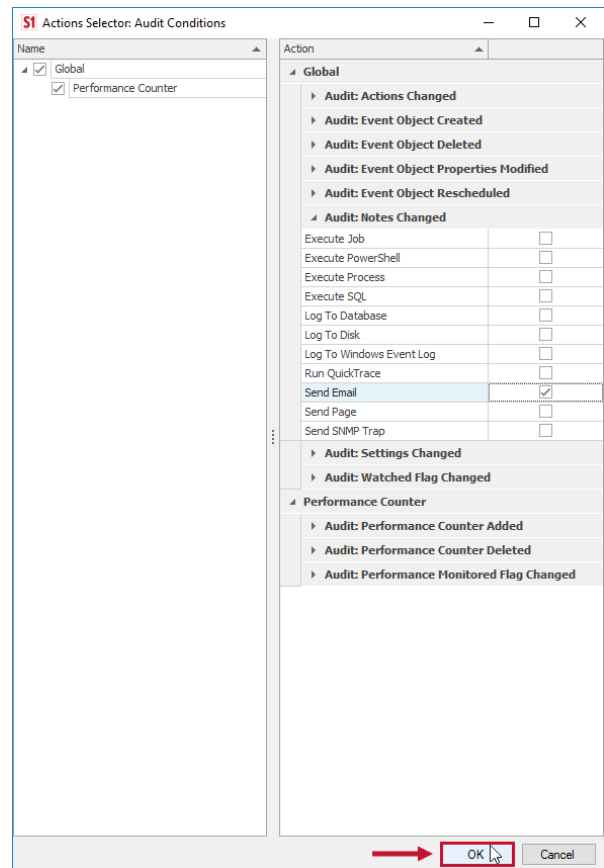 S1 Actions Selector: Audit Conditions
Name
Global
Performance Counter
Action
Global
Audit: Actions Changed
Audit: Event Object Created
Audit: Event Object Deleted
Audit: Event Object Properties Modified
Audit: Event Object Rescheduled
Audit: Notes Changed
Execute Job
Execute PowerShell
Execute Process
Execute SQL
Log To Database
Log To Disk
Log To Windows Event Log
Run QuickTrace
Send Email
Send Page
Send SNMP Trap
Audit: Settings Changed
Audit: Watched Flag Changed
Performance Counter
Audit: Performance Counter Added
Audit: Performance Counter Deleted
Audit: Performance Monitored Flag Changed
OK Cancel